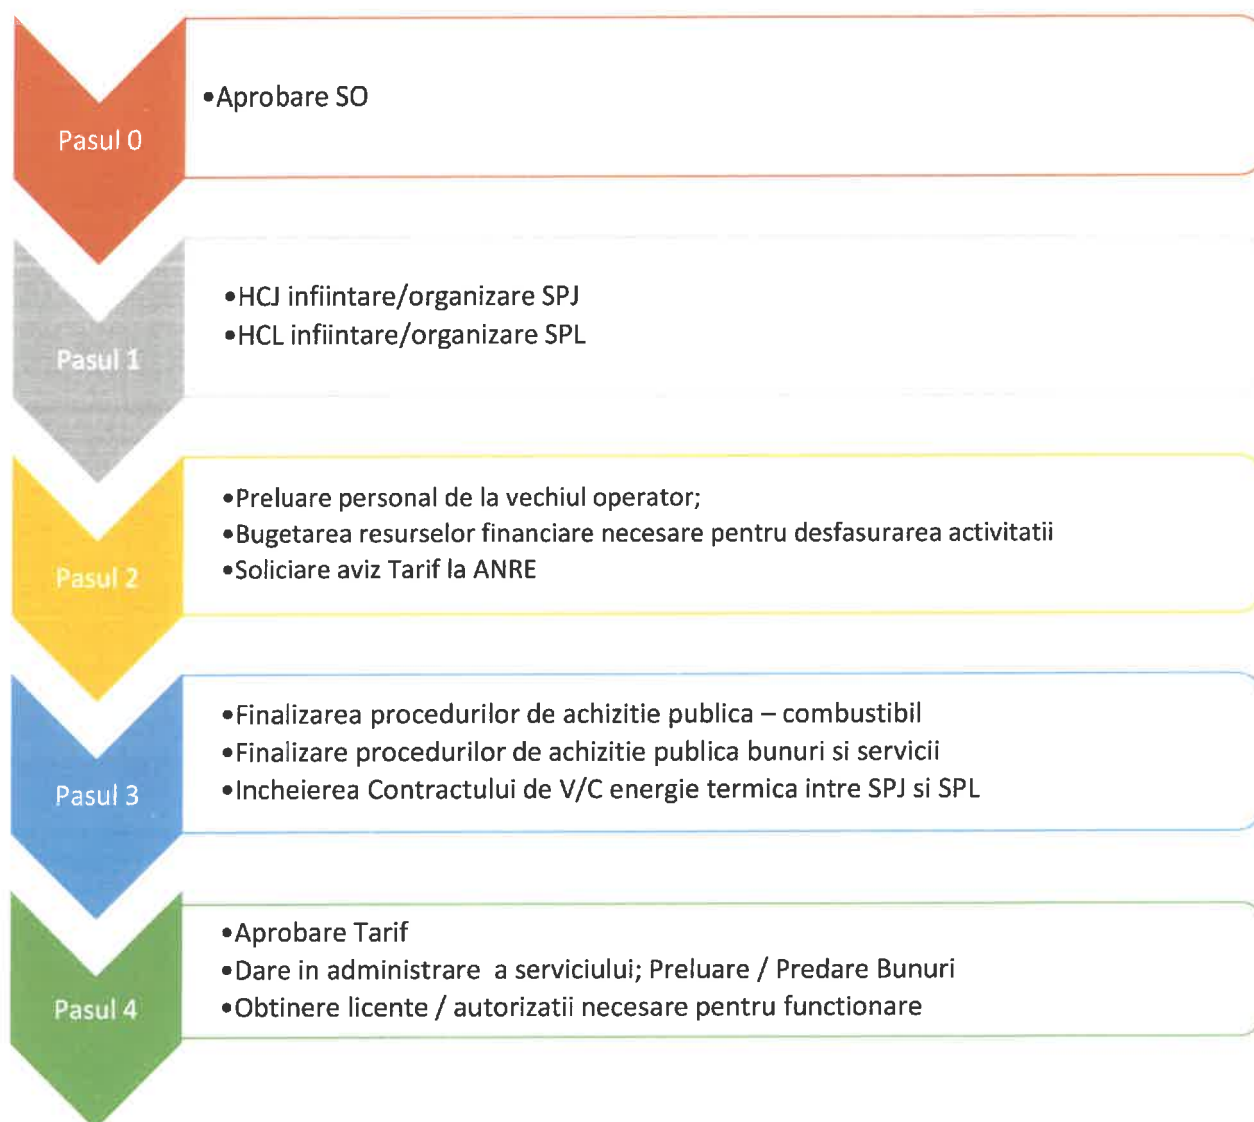 Pasul 0
•Aprobare SO
Pasul 1
•HCJ infiintare/organizare SPJ
•HCL infiintare/organizare SPL
Pasul 2
•Preluare personal de la vechiul operator;
•Bugetarea resurselor financiare necesare pentru desfasurarea activitatii
•Soliciare aviz Tarif la ANRE
Pasul 3
•Finalizarea procedurilor de achizitie publica – combustibil
•Finalizare procedurilor de achizitie publica bunuri si servicii
•Incheierea Contractului de V/C energie termica intre SPJ si SPL
Pasul 4
•Aprobare Tarif
•Dare in administrare a serviciului; Preluare / Predare Bunuri
•Obtinere licente / autorizatii necesare pentru functionare